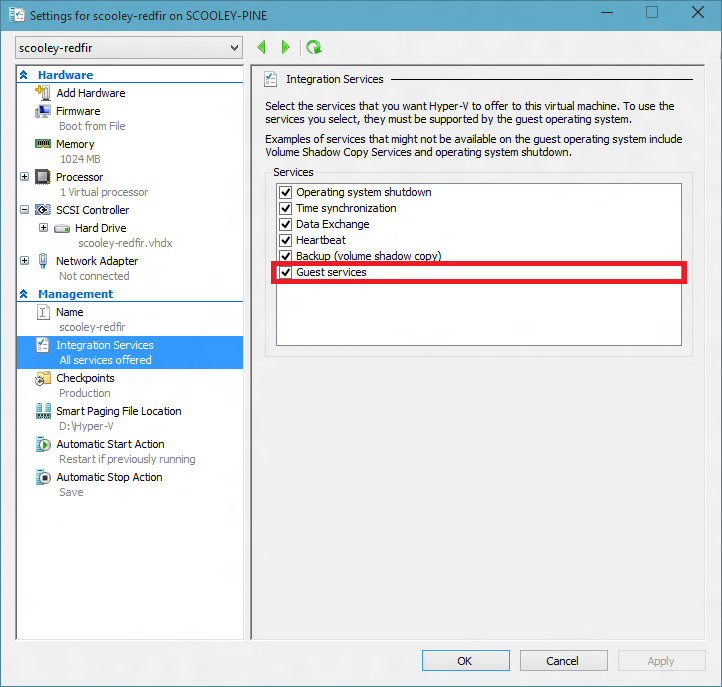 Settings for scooley-redfir on SCOOLEY-PINE
scooley-redfir
Hardware
Add Hardware
Firmware
Boot from File
Memory
1024 MB
Processor
1 Virtual processor
SCSI Controller
Hard Drive
scooley-redfir.vhdx
Network Adapter
Not connected
Management
Name
scooley-redfir
Integration Services
All services offered
Checkpoints
Production
Smart Paging File Location
D:\Hyper-V
Automatic Start Action
Restart if previously running
Automatic Stop Action
Save
Integration Services
Select the services that you want Hyper-V to offer to this virtual machine. To use the
services you select, they must be supported by the guest operating system.
Examples of services that might not be available on the guest operating system include
Volume Shadow Copy Services and operating system shutdown.
Services
Operating system shutdown
Time synchronization
Data Exchange
Heartbeat
Backup (volume shadow copy)
Guest services
OK
Cancel
Apply